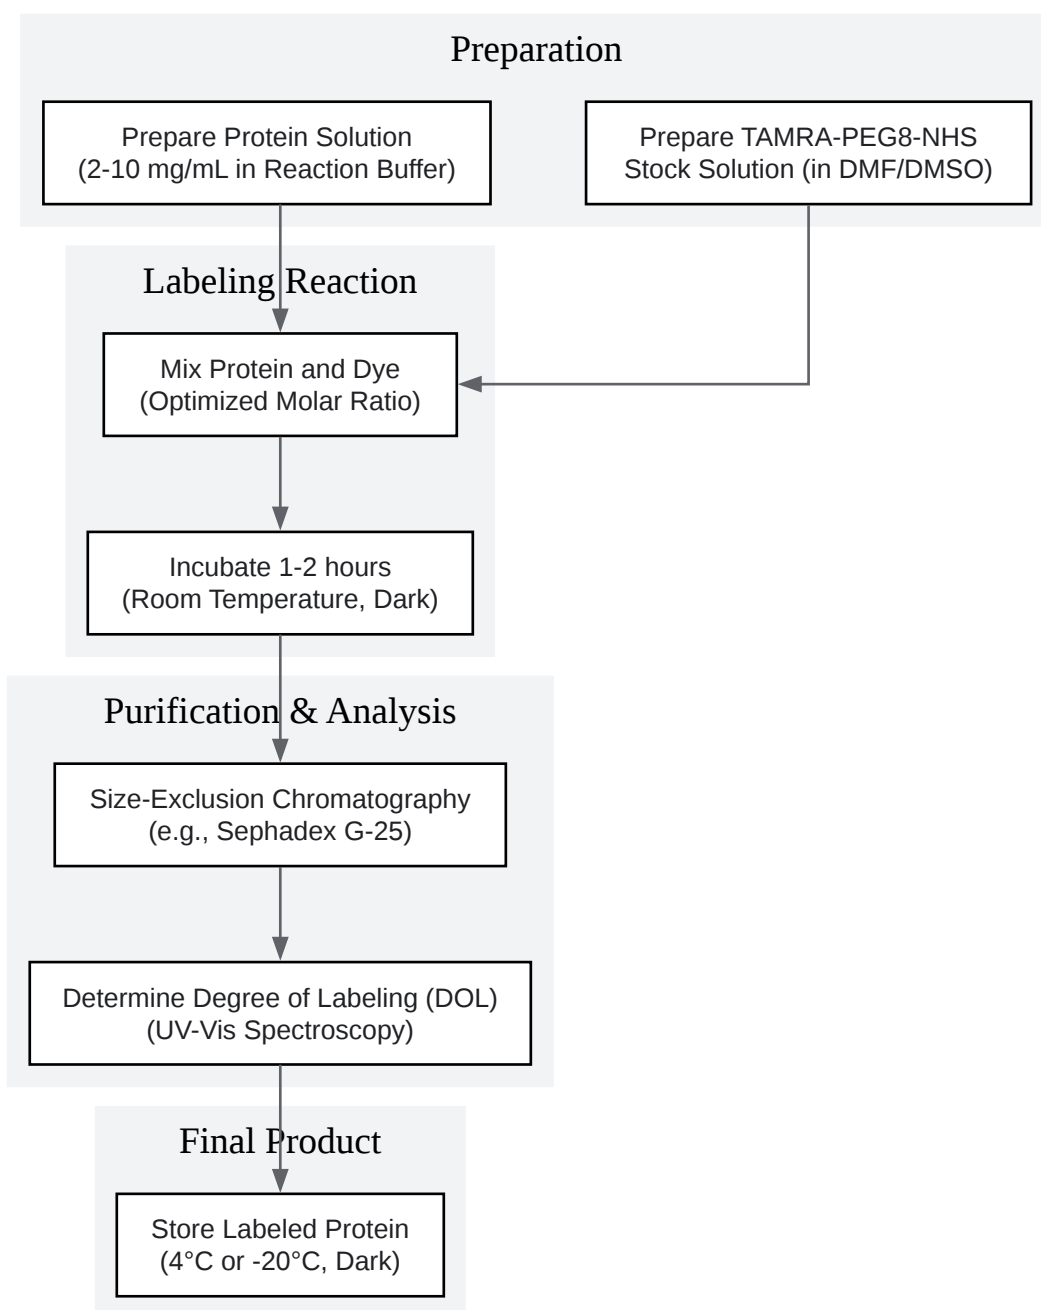 Preparation
Prepare Protein Solution
(2-10 mg/mL in Reaction Buffer)
Prepare TAMRA-PEG8-NHS
Stock Solution (in DMF/DMSO)
Labeling Reaction
Mix Protein and Dye
(Optimized Molar Ratio)
Incubate 1-2 hours
(Room Temperature, Dark)
Purification & Analysis
Size-Exclusion Chromatography
(e.g., Sephadex G-25)
Determine Degree of Labeling (DOL)
(UV-Vis Spectroscopy)
Final Product
Store Labeled Protein
(4°C or -20°C, Dark)